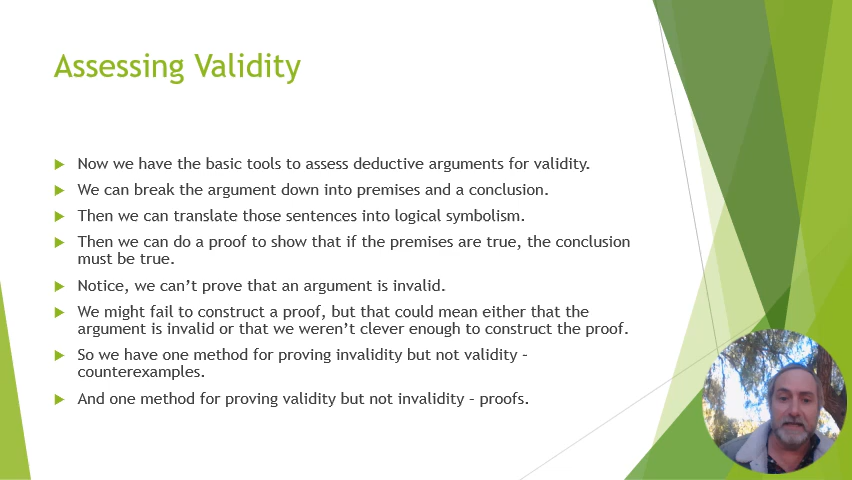 Assessing Validity
Now we have the basic tools to assess deductive arguments for validity.
We can break the argument down into premises and a conclusion.
Then we can translate those sentences into logical symbolism.
Then we can do a proof to show that if the premises are true, the conclusion
must be true.
Notice, we can’t prove that an argument is invalid.
We might fail to construct a proof, but that could mean either that the
argument is invalid or that we weren’t clever enough to construct the proof.
So we have one method for proving invalidity but not validity –
counterexamples.
And one method for proving validity but not invalidity – proofs.